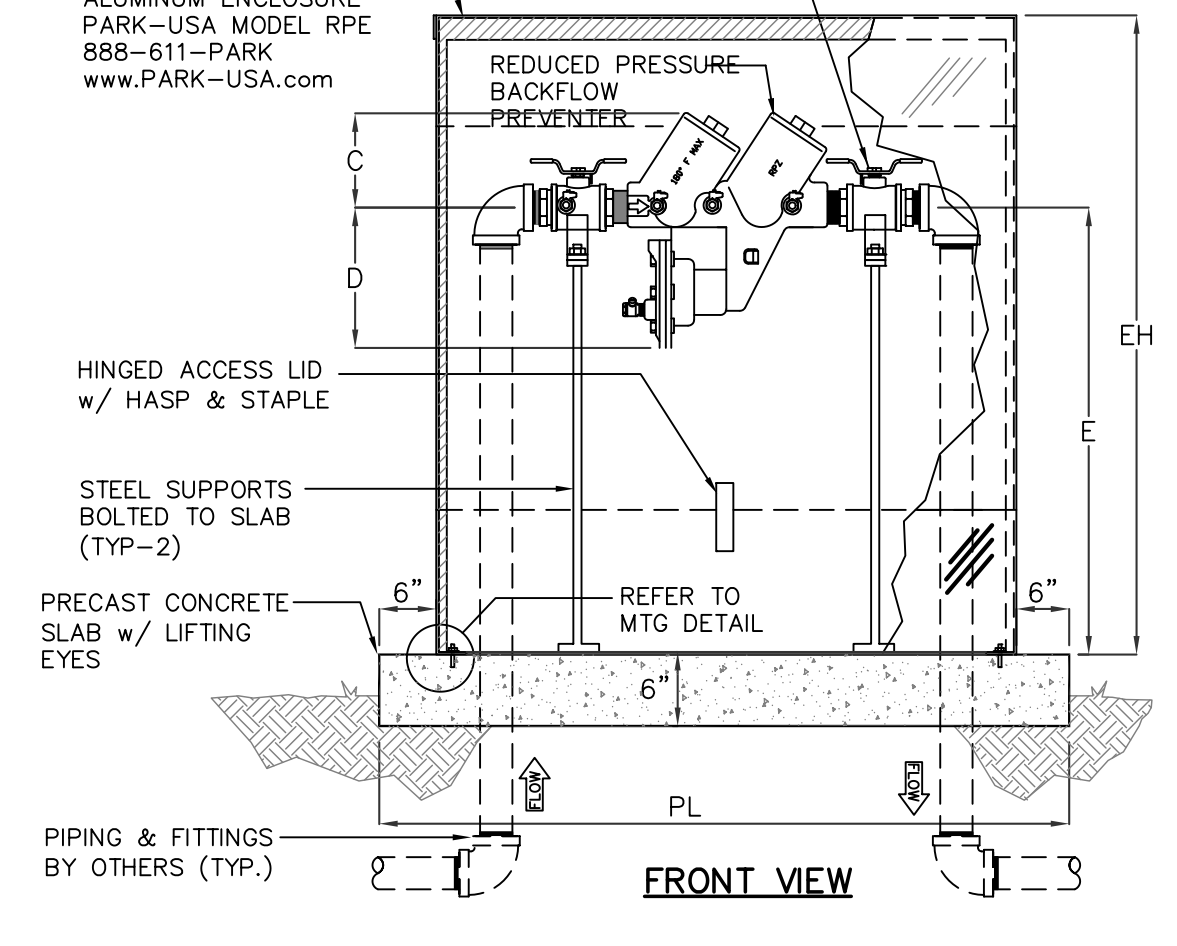 ALUMINUM ENCLOSURE
PARK-USA MODEL RPE
888-611-PARK
www.PARK-USA.com
REDUCED PRESSURE
BACKFLOW
PREVENTER
180° F MAX
RPZ
C
D
EH
E
HINGED ACCESS LID
w/ HASP & STAPLE
STEEL SUPPORTS
BOLTED TO SLAB
(TYP-2)
6”
6”
PRECAST CONCRETE
SLAB w/ LIFTING
EYES
REFER TO
MTG DETAIL
6”
FLOW
FLOW
PL
PIPING & FITTINGS
BY OTHERS (TYP.)
FRONT VIEW